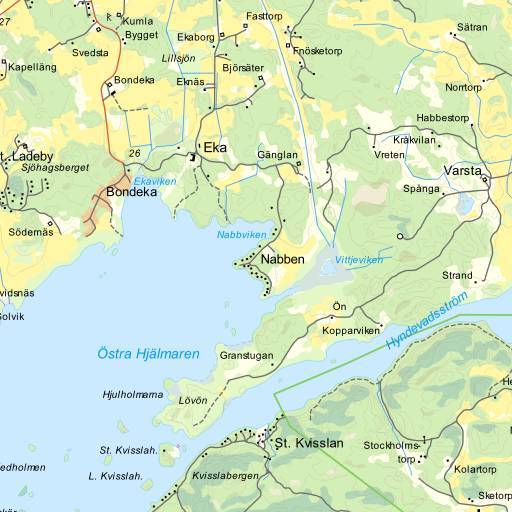 Fasttorp
27
Kumla
Bygget
Ekaborg
Sätran
Lillsjön
Svedsta
Fnösketorp
Kapelläng
Björsäter
Bondeka
Eknäs
Norrtorp
Habbestorp
Kråkvilan
26
Eka
Gänglan
Vreten
Ladeby
Sjöhagsberget
Varsta
Ekaviken
Bondeka
Spånga
Södernäs
Nabbviken
Nabben
Vittjeviken
Strand
vidsnäs
Ön
Solvik
Kopparviken
Hyndevadsström
Östra Hjälmaren
Granstugan
Hjulholmarna
Lövön
St. Kvisslan
Stockholms-
torp
St. Kvisslah.
Kolartorp
L. Kvisslah.
Kvisslabergen
edholmen
Sketorp